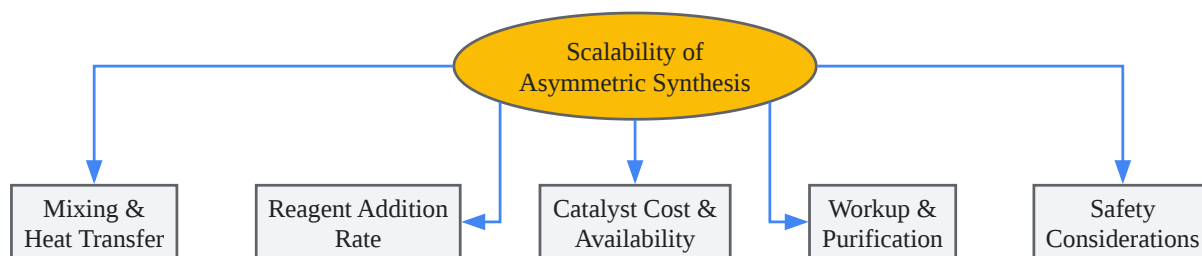 Scalability of
Asymmetric Synthesis
Mixing &
Heat Transfer
Reagent Addition
Rate
Catalyst Cost &
Availability
Workup &
Purification
Safety
Considerations